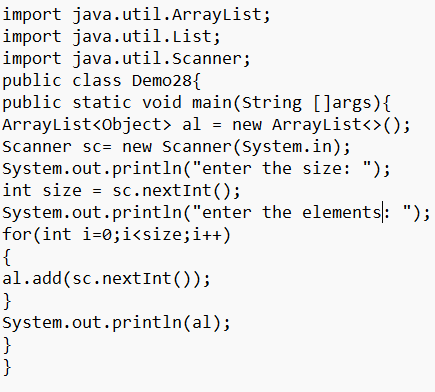 import java.util.ArrayList;
import java.util.List;
import java.util.Scanner;
public class Demo28{
public static void main(String []args){
ArrayList<Object> al = new ArrayList<>();
Scanner sc= new Scanner(System.in);
System.out.println("enter the size: ");
int size = sc.nextInt();
System.out.println("enter the elements: ");
for(int i=0;i<size;i++)
{
al.add(sc.nextInt());
}
System.out.println(al);
}
}